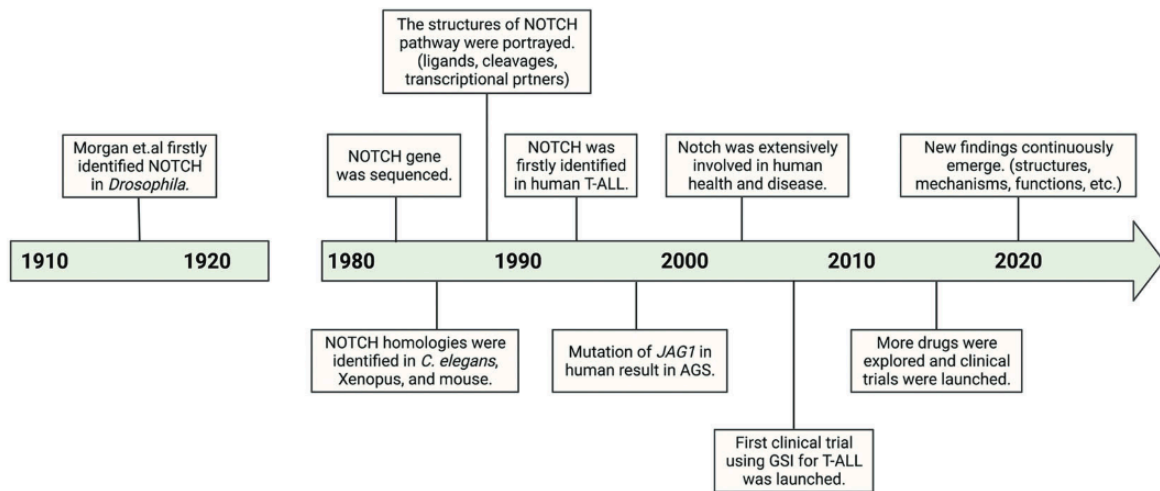 The structures of NOTCH
pathway were portrayed.
(ligands, cleavages,
transcriptional prtners)
Morgan et.al firstly
identified NOTCH
in Drosophila.
NOTCH gene
was sequenced.
NOTCH was
firstly identified
in human T-ALL.
Notch was extensively
involved in human
health and disease.
New findings continuously
emerge. (structures,
mechanisms, functions, etc.)
1910 1920 1980 1990 2000 2010 2020
NOTCH homologies were
identified in C. elegans,
Xenopus, and mouse.
Mutation of JAG1 in
human result in AGS.
More drugs were
explored and clinical
trials were launched.
First clinical trial
using GSI for T-ALL
was launched.